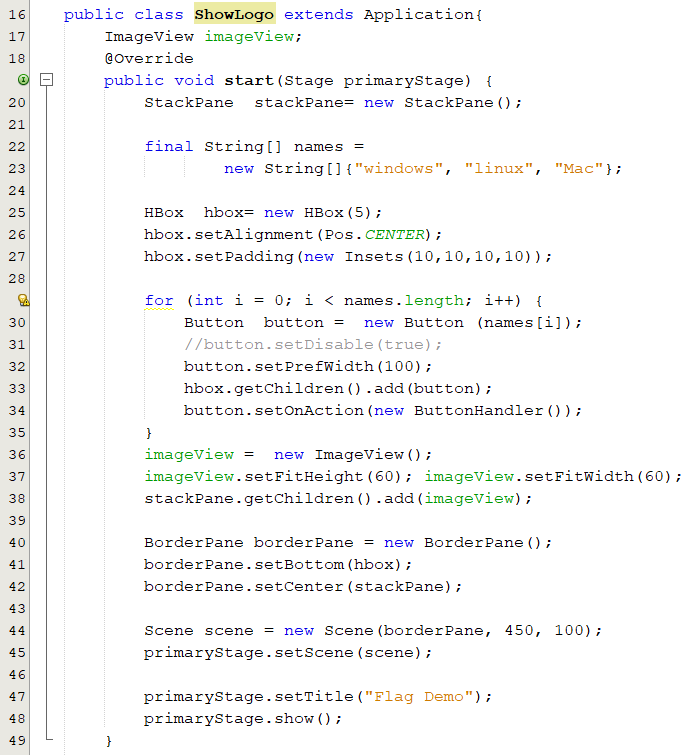 16 public class ShowLogo extends Application{
17     ImageView imageView;
18     @Override
    public void start(Stage primaryStage) {
20         StackPane  stackPane= new StackPane();
21
22         final String[] names =
23                 new String[]{"windows", "linux", "Mac"};
24
25         HBox  hbox= new HBox(5);
26         hbox.setAlignment(Pos.CENTER);
27         hbox.setPadding(new Insets(10,10,10,10));
28
        for (int i = 0; i < names.length; i++) {
30             Button  button =  new Button (names[i]);
31             //button.setDisable(true);
32             button.setPrefWidth(100);
33             hbox.getChildren().add(button);
34             button.setOnAction(new ButtonHandler());
35         }
36         imageView =  new ImageView();
37         imageView.setFitHeight(60); imageView.setFitWidth(60);
38         stackPane.getChildren().add(imageView);
39
40         BorderPane borderPane = new BorderPane();
41         borderPane.setBottom(hbox);
42         borderPane.setCenter(stackPane);
43
44         Scene scene = new Scene(borderPane, 450, 100);
45         primaryStage.setScene(scene);
46
47         primaryStage.setTitle("Flag Demo");
48         primaryStage.show();
49     }